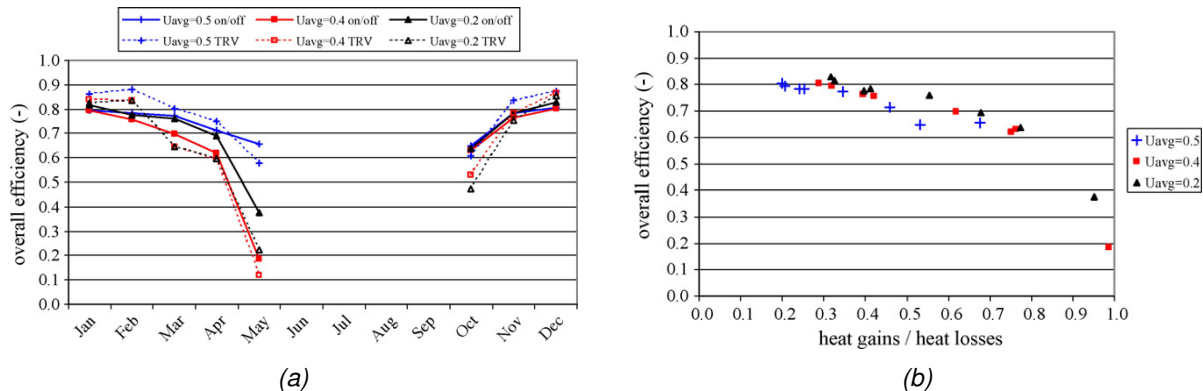 Uavg=0.5 on/off Uavg=0.4 on/off Uavg=0.2 on/off
Uavg=0.5 TRV Uavg=0.4 TRV Uavg=0.2 TRV
overall efficiency (-)
1.0
0.9
0.8
0.7
0.6
0.5
0.4
0.3
0.2
0.1
0.0
Jan Feb Mar Apr May Jun Jul Aug Sep Oct Nov Dec
(a)
overall efficiency (-)
1.0
0.9
0.8
0.7
0.6
0.5
0.4
0.3
0.2
0.1
0.0
0.0 0.1 0.2 0.3 0.4 0.5 0.6 0.7 0.8 0.9 1.0
heat gains / heat losses
Uavg=0.5
Uavg=0.4
Uavg=0.2
(b)